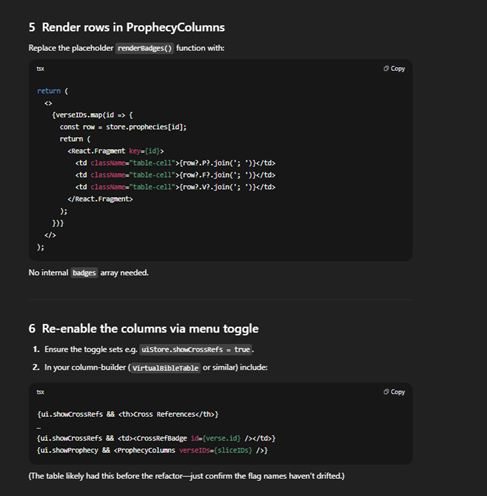 5 Render rows in ProphecyColumns
Replace the placeholder renderBadges() function with:
tsx
Copy
return (
<>
{verseIDs.map(id => {
const row = store.prophecies[id];
return (
<React.Fragment key={id}>
<td className="table-cell">{row?.P?.join('; ')}</td>
<td className="table-cell">{row?.F?.join('; ')}</td>
<td className="table-cell">{row?.V?.join('; ')}</td>
</React.Fragment>
);
})}
</>
);
No internal badges array needed.
6 Re-enable the columns via menu toggle
1. Ensure the toggle sets e.g. uiStore.showCrossRefs = true.
2. In your column-builder (VirtualBibleTable or similar) include:
tsx
Copy
{ui.showCrossRefs && <th>Cross References</th>}
…
{ui.showCrossRefs && <td><CrossRefBadge id={verse.id} /></td>}
{ui.showProphecy && <ProphecyColumns verseIDs={sliceIDs} />}
(The table likely had this before the refactor—just confirm the flag names haven't drifted.)